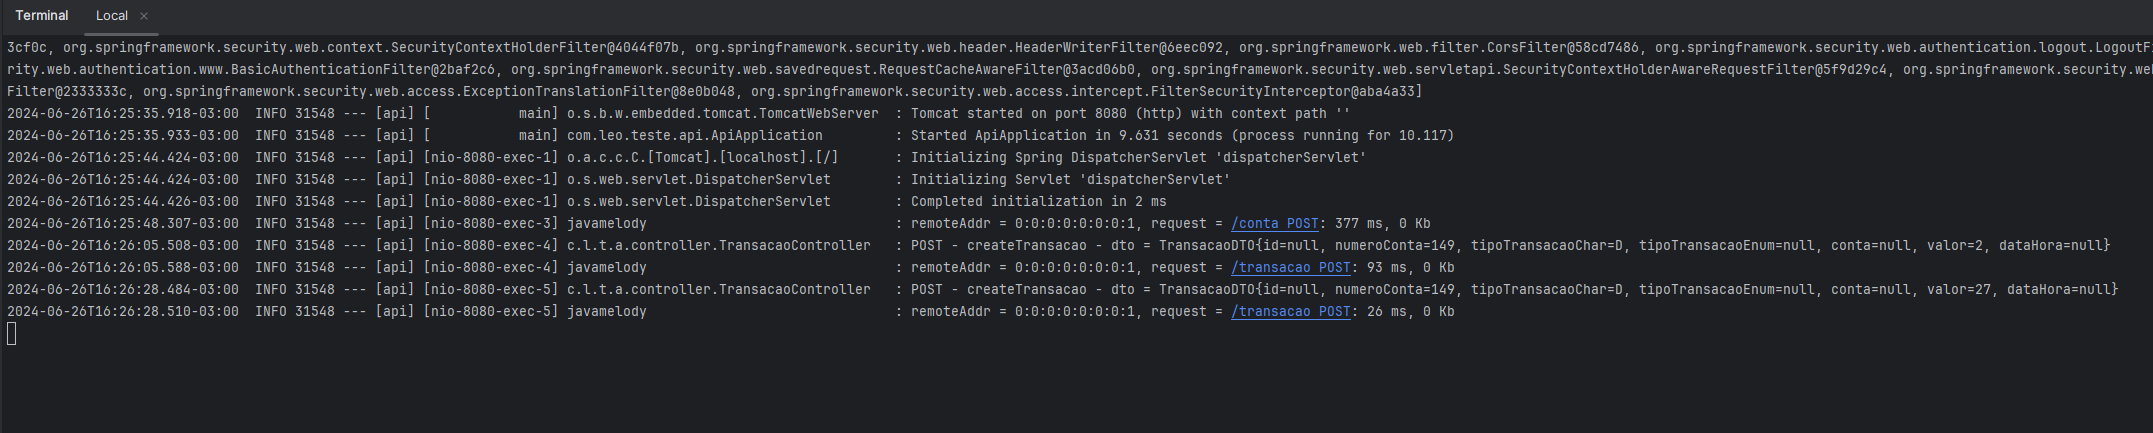 Terminal Local ×
3cf0c, org.springframework.security.web.context.SecurityContextHolderFilter@4044f07b, org.springframework.security.web.header.HeaderWriterFilter@6eec092, org.springframework.web.filter.CorsFilter@58cd7486, org.springframework.security.web.authentication.logout.LogoutFi
rity.web.authentication.www.BasicAuthenticationFilter@2baf2c6, org.springframework.security.web.savedrequest.RequestCacheAwareFilter@3acd06b0, org.springframework.security.web.servletapi.SecurityContextHolderAwareRequestFilter@5f9d29c4, org.springframework.security.web
Filter@2333333c, org.springframework.security.web.access.ExceptionTranslationFilter@8e0b048, org.springframework.security.web.access.intercept.FilterSecurityInterceptor@aba4a33]
2024-06-26T16:25:35.918-03:00  INFO 31548 --- [api] [           main] o.s.b.w.embedded.tomcat.TomcatWebServer  : Tomcat started on port 8080 (http) with context path ''
2024-06-26T16:25:35.933-03:00  INFO 31548 --- [api] [           main] com.leo.teste.api.ApiApplication         : Started ApiApplication in 9.631 seconds (process running for 10.117)
2024-06-26T16:25:44.424-03:00  INFO 31548 --- [api] [nio-8080-exec-1] o.a.c.c.C.[Tomcat].[localhost].[/]       : Initializing Spring DispatcherServlet 'dispatcherServlet'
2024-06-26T16:25:44.424-03:00  INFO 31548 --- [api] [nio-8080-exec-1] o.s.web.servlet.DispatcherServlet        : Initializing Servlet 'dispatcherServlet'
2024-06-26T16:25:44.426-03:00  INFO 31548 --- [api] [nio-8080-exec-1] o.s.web.servlet.DispatcherServlet        : Completed initialization in 2 ms
2024-06-26T16:25:48.307-03:00  INFO 31548 --- [api] [nio-8080-exec-3] javamelody                               : remoteAddr = 0:0:0:0:0:0:0:1, request = /conta POST: 377 ms, 0 Kb
2024-06-26T16:26:05.508-03:00  INFO 31548 --- [api] [nio-8080-exec-4] c.l.t.a.controller.TransacaoController   : POST - createTransacao - dto = TransacaoDTO{id=null, numeroConta=149, tipoTransacaoChar=D, tipoTransacaoEnum=null, conta=null, valor=2, dataHora=null}
2024-06-26T16:26:05.588-03:00  INFO 31548 --- [api] [nio-8080-exec-4] javamelody                               : remoteAddr = 0:0:0:0:0:0:0:1, request = /transacao POST: 93 ms, 0 Kb
2024-06-26T16:26:28.484-03:00  INFO 31548 --- [api] [nio-8080-exec-5] c.l.t.a.controller.TransacaoController   : POST - createTransacao - dto = TransacaoDTO{id=null, numeroConta=149, tipoTransacaoChar=D, tipoTransacaoEnum=null, conta=null, valor=27, dataHora=null}
2024-06-26T16:26:28.510-03:00  INFO 31548 --- [api] [nio-8080-exec-5] javamelody                               : remoteAddr = 0:0:0:0:0:0:0:1, request = /transacao POST: 26 ms, 0 Kb